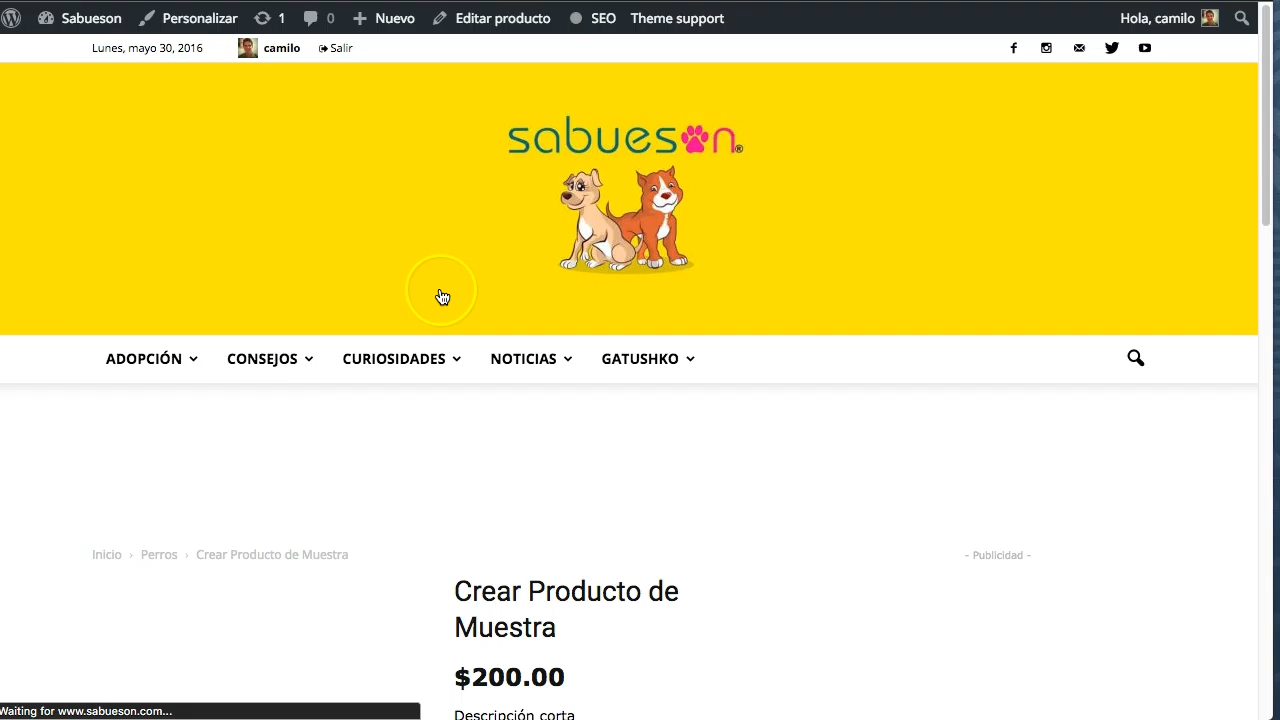 Sabueson Personalizar 1 0 Nuevo Editar producto SEO Theme support Hola, camilo
Lunes, mayo 30, 2016 camilo Salir
sabueson®
ADOPCIÓN CONSEJOS CURIOSIDADES NOTICIAS GATUSHKO
Inicio › Perros › Crear Producto de Muestra
- Publicidad -
Crear Producto de
Muestra
$200.00
Descripción corta
Waiting for www.sabueson.com...